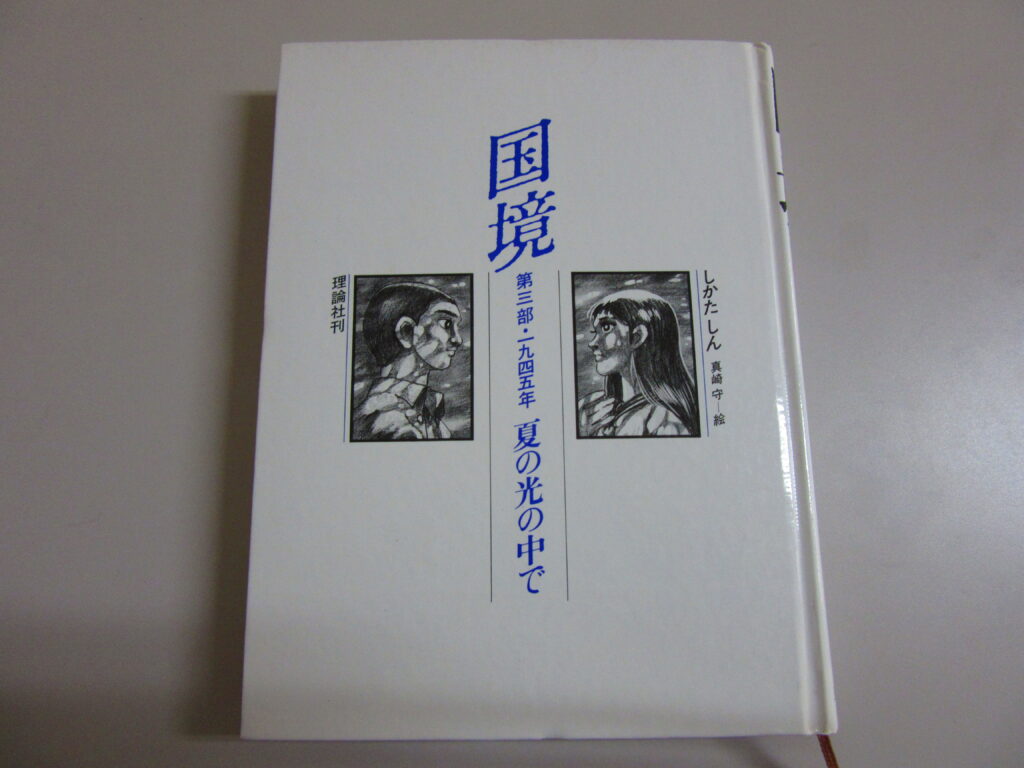 国境
第三部・一九四五年 夏の光の中で
しかた しん
真崎 守―絵
理論社刊